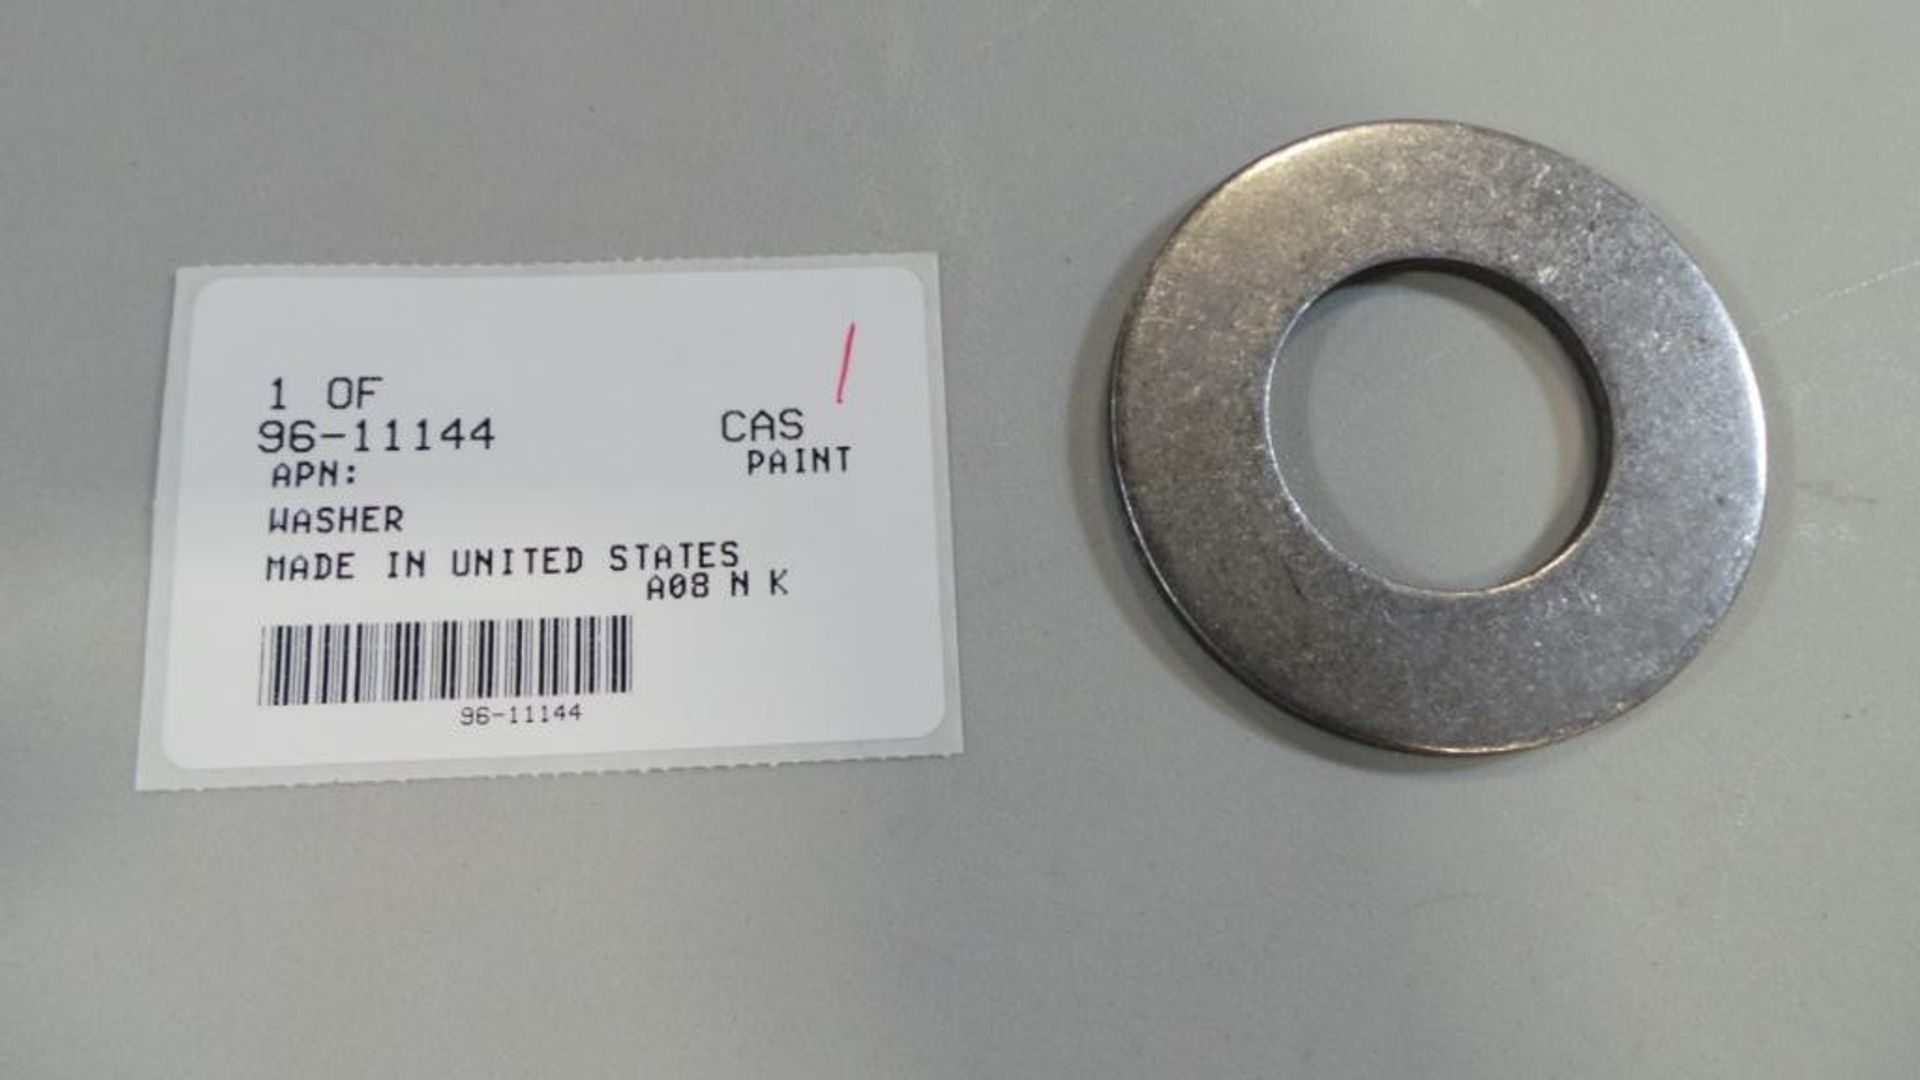 1 OF
96-11144 CAS
APN: PAINT
WASHER
MADE IN UNITED STATES
A08 N K
96-11144